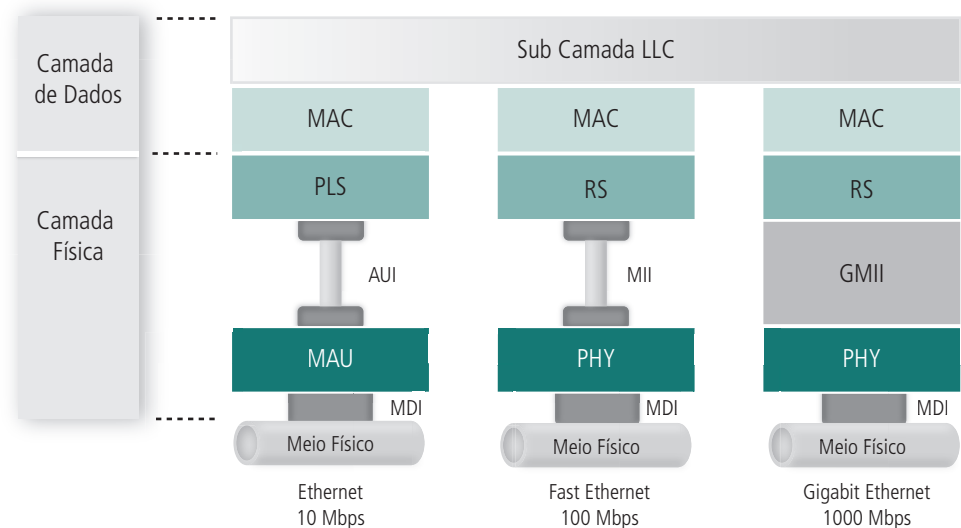 Camada
de Dados
Sub Camada LLC
MAC
MAC
MAC
Camada
Física
PLS
RS
RS
AUI
MII
GMII
MAU
PHY
PHY
MDI
MDI
MDI
Meio Físico
Meio Físico
Meio Físico
Ethernet
10 Mbps
Fast Ethernet
100 Mbps
Gigabit Ethernet
1000 Mbps